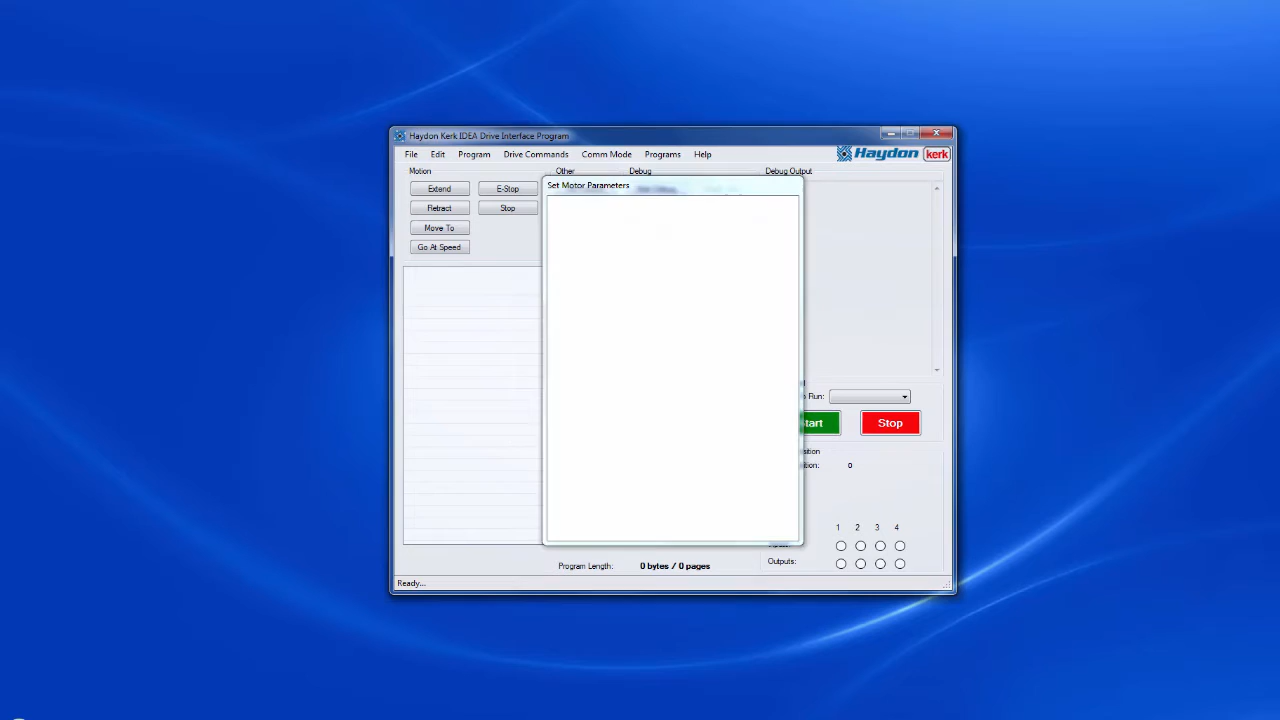 Haydon Kerk IDEA Drive Interface Program
File Edit Program Drive Commands Comm Mode Programs Help
Haydon kerk
Motion Other Debug Debug Output
Set Motor Parameters
Extend E-Stop
Retract Stop
Move To
Go At Speed
Run:
Stop
0
1 2 3 4
Outputs:
Program Length: 0 bytes / 0 pages
Ready...